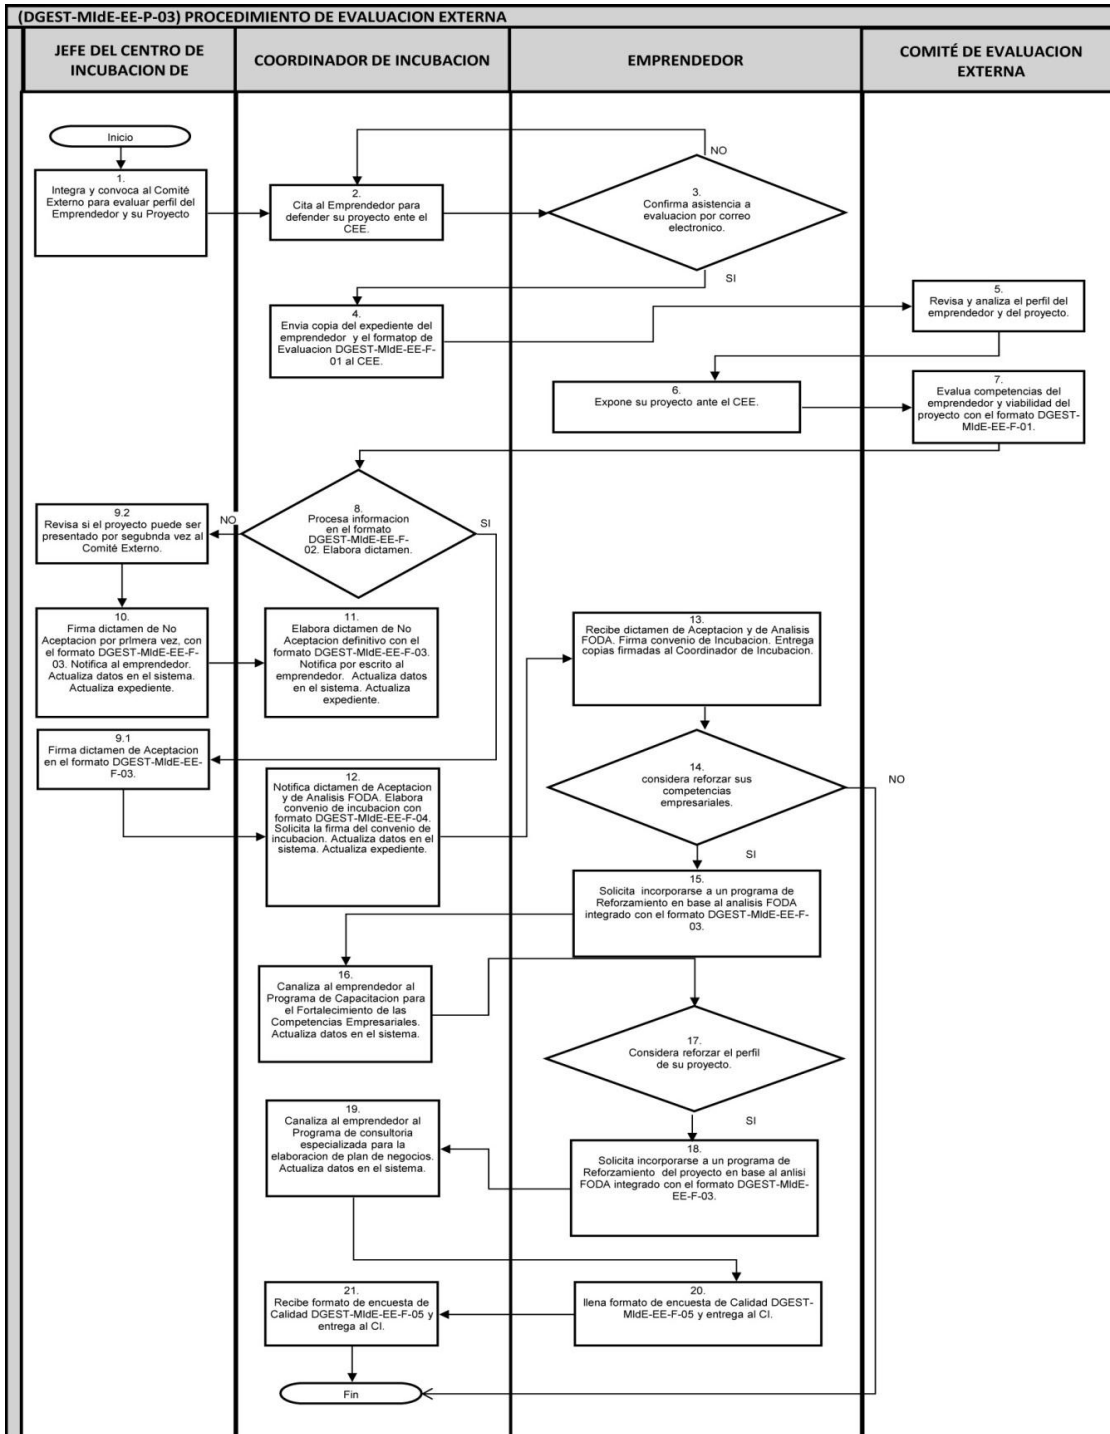 (DGEST-MIdE-EE-P-03) PROCEDIMIENTO DE EVALUACION EXTERNA
JEFE DEL CENTRO DE
INCUBACION DE
COORDINADOR DE INCUBACION
EMPRENDEDOR
COMITÉ DE EVALUACION
EXTERNA
Inicio
1.
Integra y convoca al Comité
Externo para evaluar perfil del
Emprendedor y su Proyecto
2.
Cita al Emprendedor para
defender su proyecto ente el
CEE.
NO
3.
Confirma asistencia a
evaluacion por correo
electronico.
SI
4.
Envia copia del expediente del
emprendedor y el formatop de
Evaluacion DGEST-MIdE-EE-F-
01 al CEE.
5.
Revisa y analiza el perfil del
emprendedor y del proyecto.
6.
Expone su proyecto ante el CEE.
7.
Evalua competencias del
emprendedor y viabilidad del
proyecto con el formato DGEST-
MIdE-EE-F-01.
8.
Procesa informacion
en el formato
DGEST-MIdE-EE-F-
02. Elabora dictamen.
NO
SI
9.2
Revisa si el proyecto puede ser
presentado por segubnda vez al
Comité Externo.
10.
Firma dictamen de No
Aceptacion por prImera vez, con
el formato DGEST-MIdE-EE-F-
03. Notifica al emprendedor.
Actualiza datos en el sistema.
Actualiza expediente.
11.
Elabora dictamen de No
Aceptacion definitivo con el
formato DGEST-MIdE-EE-F-03.
Notifica por escrito al
emprendedor. Actualiza datos
en el sistema. Actualiza
expediente.
13.
Recibe dictamen de Aceptacion y de Analisis
FODA. Firma convenio de Incubacion. Entrega
copias firmadas al Coordinador de Incubacion.
9.1
Firma dictamen de Aceptacion
en el formato DGEST-MIdE-EE-
F-03.
12.
Notifica dictamen de Aceptacion
y de Analisis FODA. Elabora
convenio de incubacion con
formato DGEST-MIdE-EE-F-04.
Solicita la firma del convenio de
incubacion. Actualiza datos en el
sistema. Actualiza expediente.
14.
considera reforzar sus
competencias
empresariales.
NO
SI
15.
Solicita incorporarse a un programa de
Reforzamiento en base al analisis FODA
integrado con el formato DGEST-MIdE-EE-F-
03.
16.
Canaliza al emprendedor al
Programa de Capacitacion para
el Fortalecimiento de las
Competencias Empresariales.
Actualiza datos en el sistema.
17.
Considera reforzar el perfil
de su proyecto.
SI
19.
Canaliza al emprendedor al
Programa de consultoria
especializada para la
elaboracion de plan de negocios.
Actualiza datos en el sistema.
18.
Solicita incorporarse a un programa de
Reforzamiento del proyecto en base al anlisi
FODA integrado con el formato DGEST-MIdE-
EE-F-03.
21.
Recibe formato de encuesta de
Calidad DGEST-MIdE-EE-F-05 y
entrega al CI.
20.
llena formato de encuesta de Calidad DGEST-
MIdE-EE-F-05 y entrega al CI.
Fin